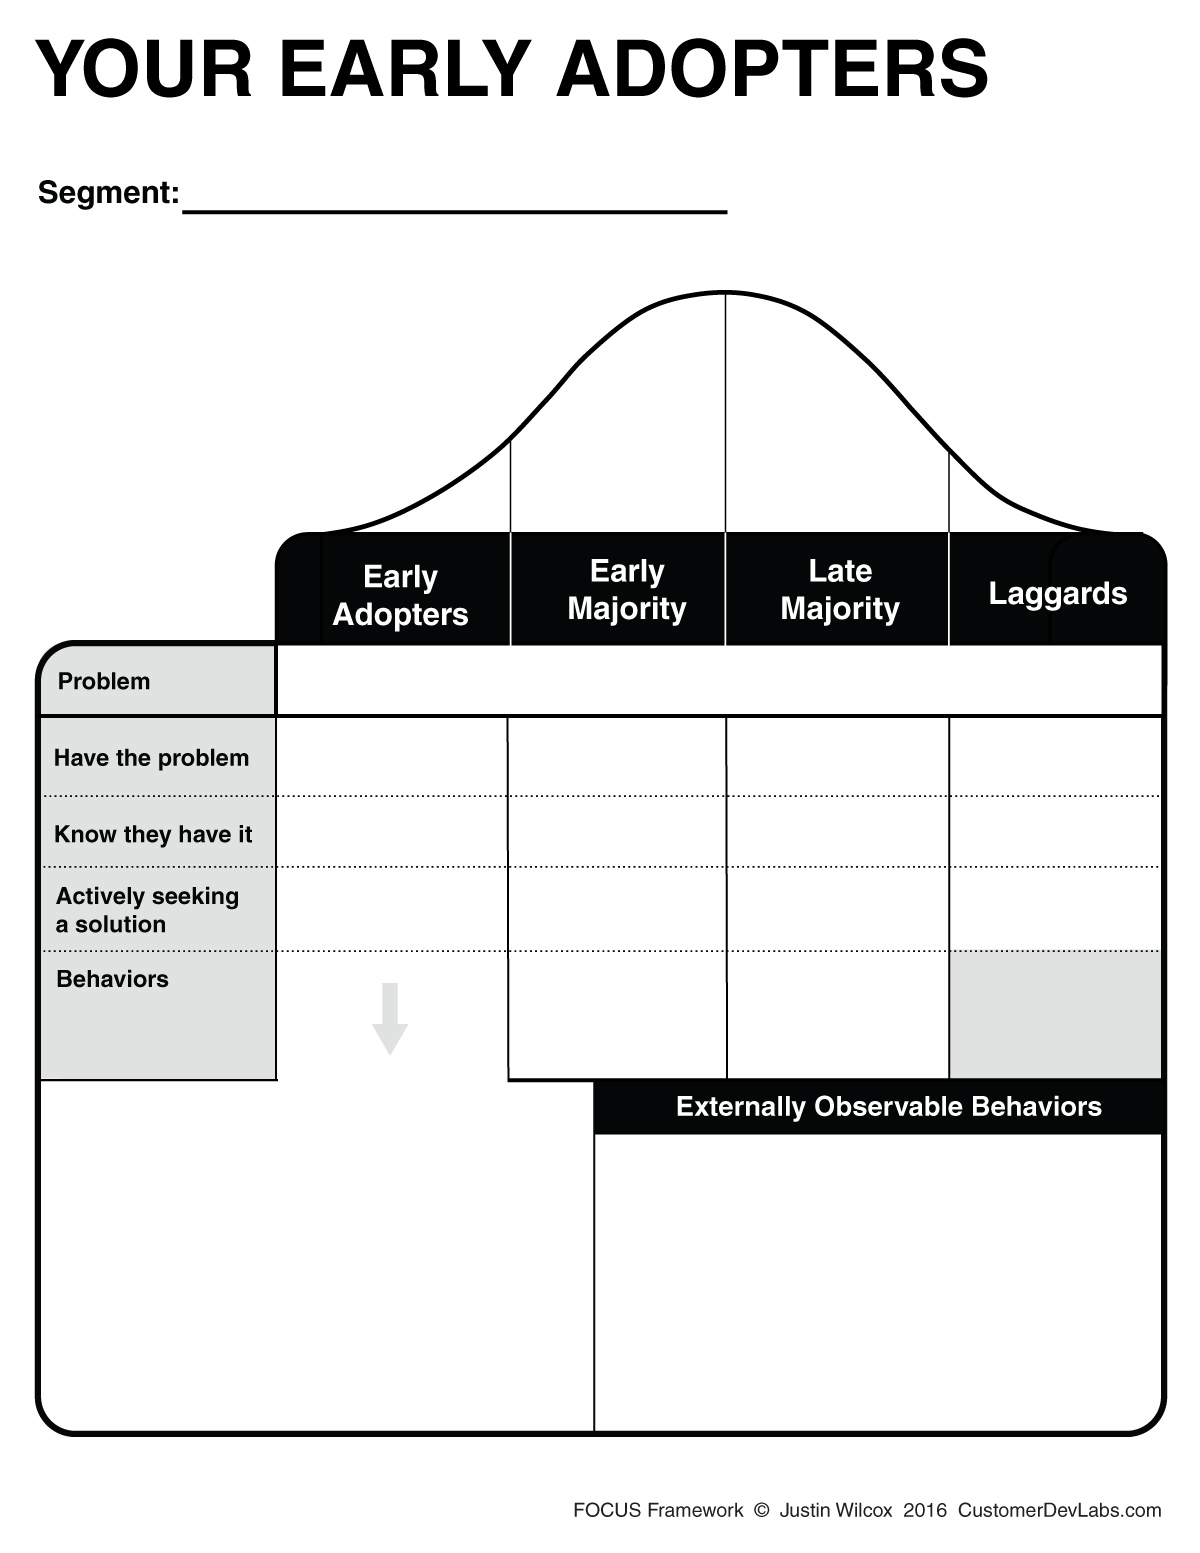 YOUR EARLY ADOPTERS
Segment:
Early
Adopters
Early
Majority
Late
Majority
Laggards
Problem
Have the problem
Know they have it
Actively seeking
a solution
Behaviors
Externally Observable Behaviors
FOCUS Framework © Justin Wilcox 2016 CustomerDevLabs.com